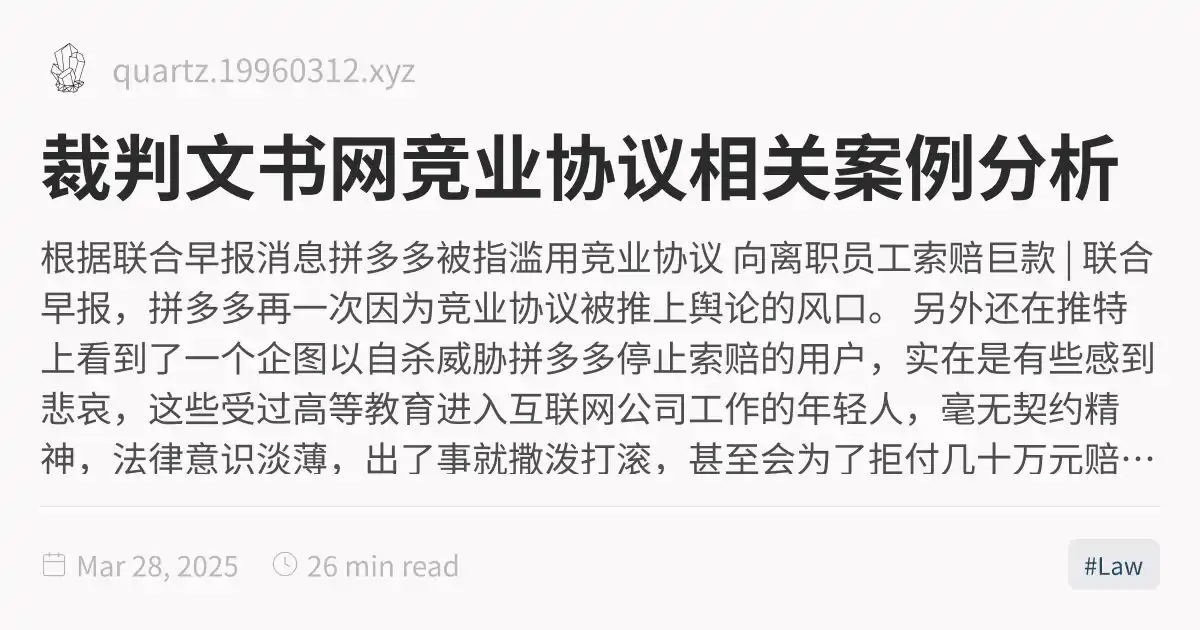 quartz.19960312.xyz
裁判文书网竞业协议相关案例分析
根据联合早报消息拼多多被指滥用竞业协议 向离职员工索赔巨款 | 联合
早报，拼多多再一次因为竞业协议被推上舆论的风口。 另外还在推特
上看到了一个企图以自杀威胁拼多多停止索赔的用户，实在是有些感到
悲哀，这些受过高等教育进入互联网公司工作的年轻人，毫无契约精
神，法律意识淡薄，出了事就撒泼打滚，甚至会为了拒付几十万元赔…
Mar 28, 2025
26 min read
#Law